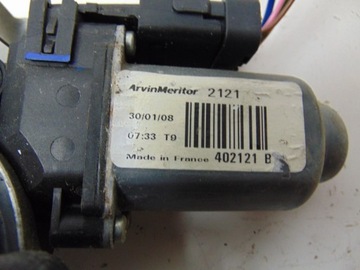 ArvinMeritor 2121
30/01/08
07:33 T9
Made in France 402121 B